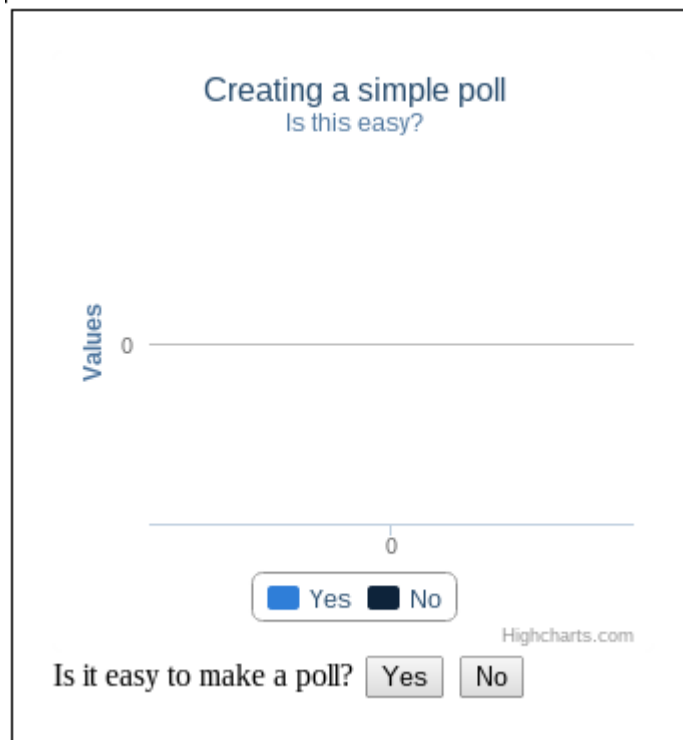 Creating a simple poll
Is this easy?
Values
0
0
Yes No
Highcharts.com
Is it easy to make a poll? Yes No